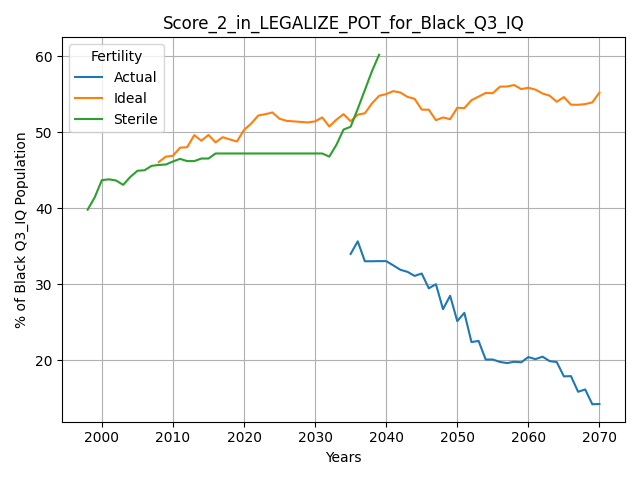 Score_2_in_LEGALIZE_POT_for_Black_Q3_IQ
Fertility
Actual
Ideal
Sterile
% of Black Q3_IQ Population
60
50
40
30
20
2000 2010 2020 2030 2040 2050 2060 2070
Years